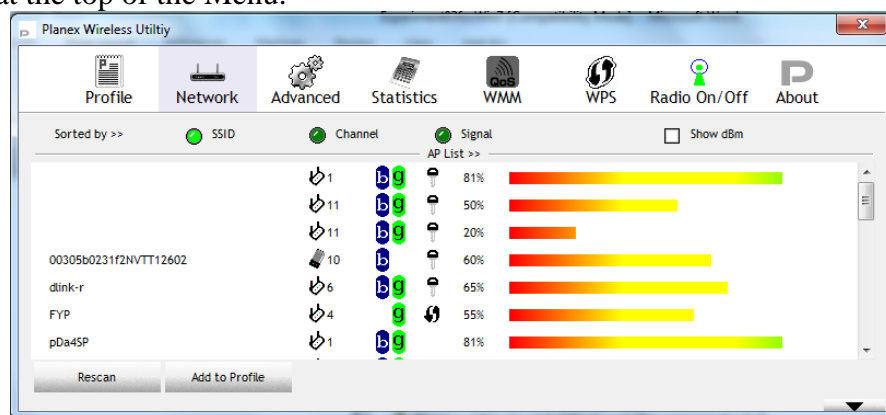 at the top of the Menu.
Planex Wireless Utiltiy
Profile Network Advanced Statistics WMM WPS Radio On/Off About
Sorted by >> SSID Channel Signal Show dBm
AP List >>
1 b g 81%
11 b g 50%
11 b g 20%
00305b0231f2NVTT12602 10 b 60%
dlink-r 6 b g 65%
FYP 4 g 55%
pDa4SP 1 b g 81%
Rescan Add to Profile